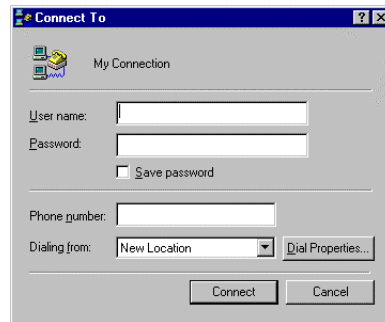 Connect To
My Connection
User name:
Password:
Save password
Phone number:
Dialing from: New Location Dial Properties...
Connect Cancel